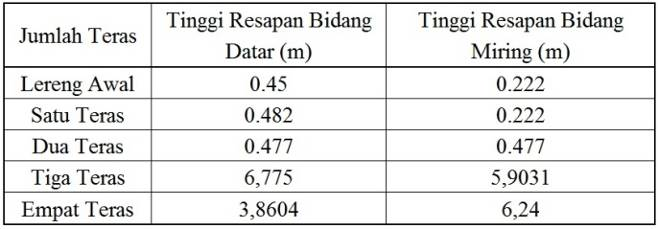 Jumlah Teras Tinggi Resapan Bidang Datar (m) Tinggi Resapan Bidang Miring (m)
Lereng Awal 0.45 0.222
Satu Teras 0.482 0.222
Dua Teras 0.477 0.477
Tiga Teras 6,775 5,9031
Empat Teras 3,8604 6,24